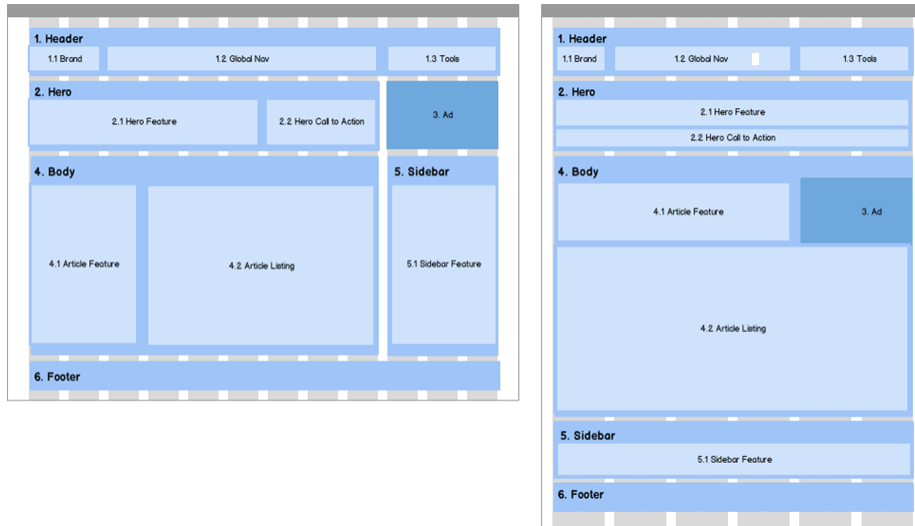 1. Header
1.1 Brand
1.2 Global Nav
1.3 Tools
2. Hero
2.1 Hero Feature
2.2 Hero Call to Action
3. Ad
4. Body
4.1 Article Feature
4.2 Article Listing
5. Sidebar
5.1 Sidebar Feature
6. Footer
1. Header
1.1 Brand
1.2 Global Nav
1.3 Tools
2. Hero
2.1 Hero Feature
2.2 Hero Call to Action
4. Body
4.1 Article Feature
3. Ad
4.2 Article Listing
5. Sidebar
5.1 Sidebar Feature
6. Footer